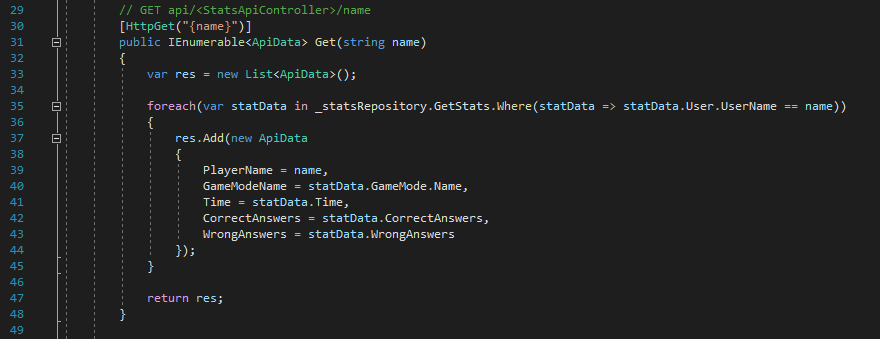 29 // GET api/<StatsApiController>/name
30 [HttpGet("{name}")]
31 public IEnumerable<ApiData> Get(string name)
32 {
33 var res = new List<ApiData>();
34
35 foreach(var statData in _statsRepository.GetStats.Where(statData => statData.User.UserName == name))
36 {
37 res.Add(new ApiData
38 {
39 PlayerName = name,
40 GameModeName = statData.GameMode.Name,
41 Time = statData.Time,
42 CorrectAnswers = statData.CorrectAnswers,
43 WrongAnswers = statData.WrongAnswers
44 });
45 }
46
47 return res;
48 }
49